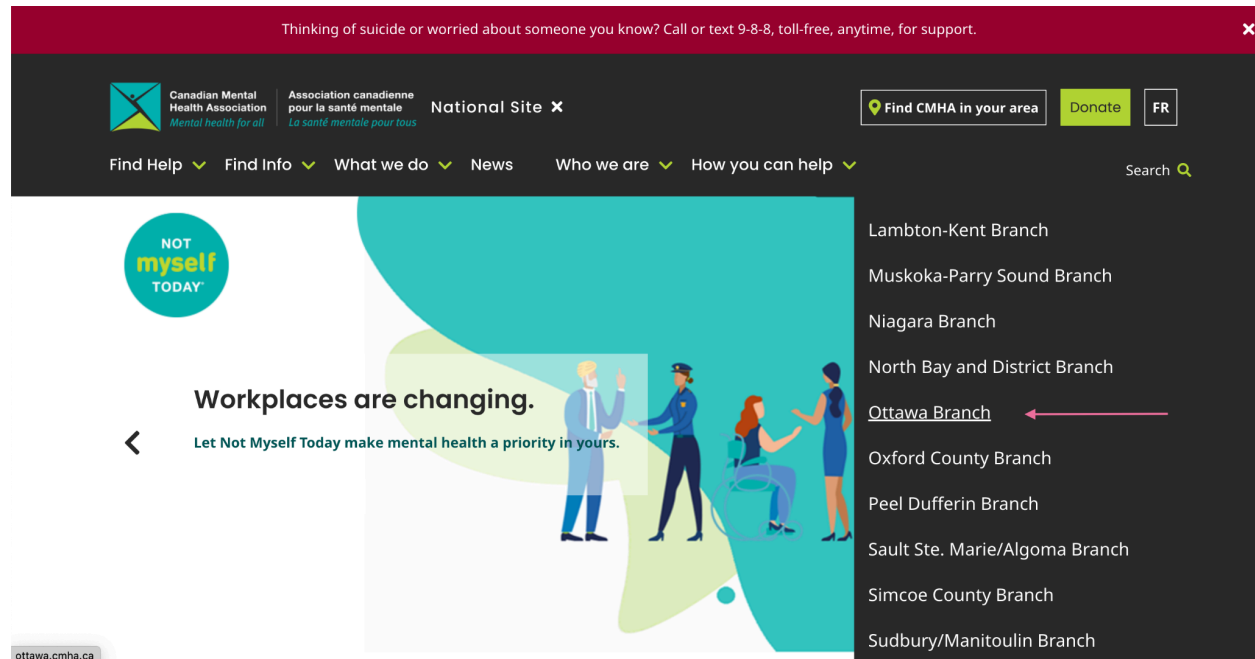 Thinking of suicide or worried about someone you know? Call or text 9-8-8, toll-free, anytime, for support.
Canadian Mental Health Association
Mental health for all
Association canadienne pour la santé mentale
La santé mentale pour tous
National Site
Find CMHA in your area
Donate
FR
Find Help
Find Info
What we do
News
Who we are
How you can help
Search
NOT
myself
TODAY
Workplaces are changing.
Let Not Myself Today make mental health a priority in yours.
Lambton-Kent Branch
Muskoka-Parry Sound Branch
Niagara Branch
North Bay and District Branch
Ottawa Branch
Oxford County Branch
Peel Dufferin Branch
Sault Ste. Marie/Algoma Branch
Simcoe County Branch
Sudbury/Manitoulin Branch
ottawa.cmha.ca